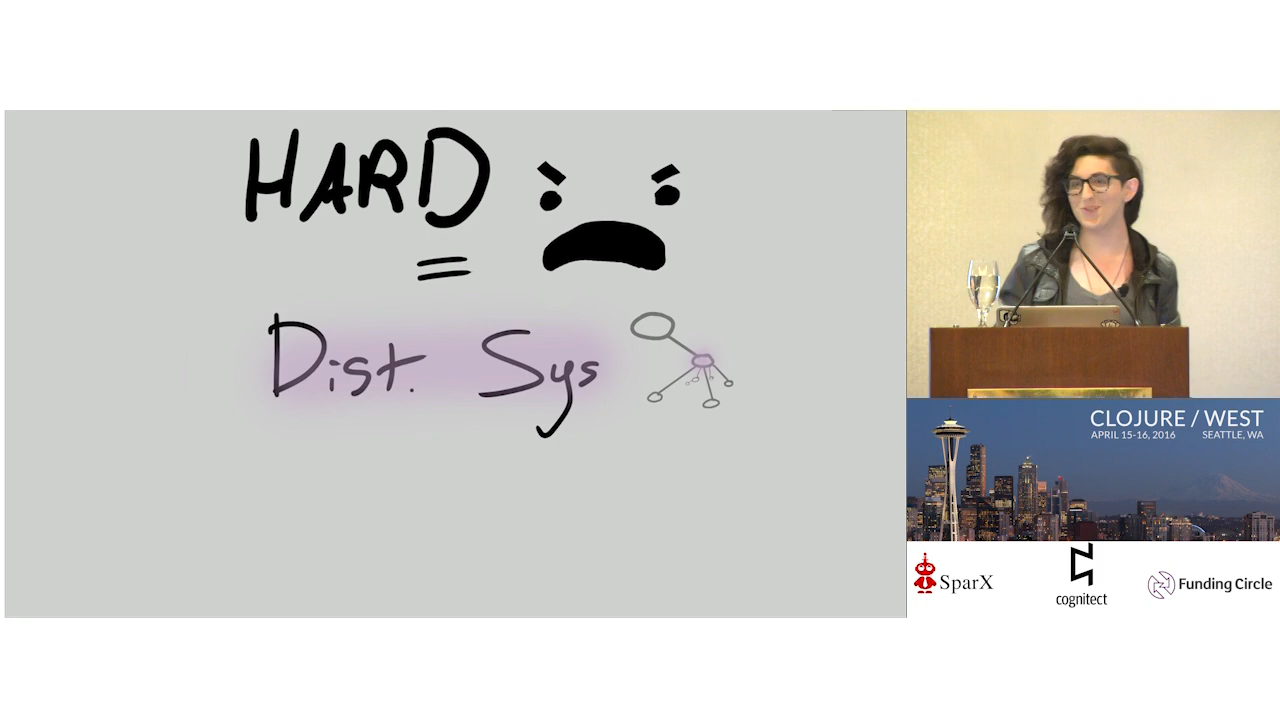 HARD
=
Dist. Sys
CLOJURE / WEST
APRIL 15-16, 2016 SEATTLE, WA
SparX
cognitect
Funding Circle